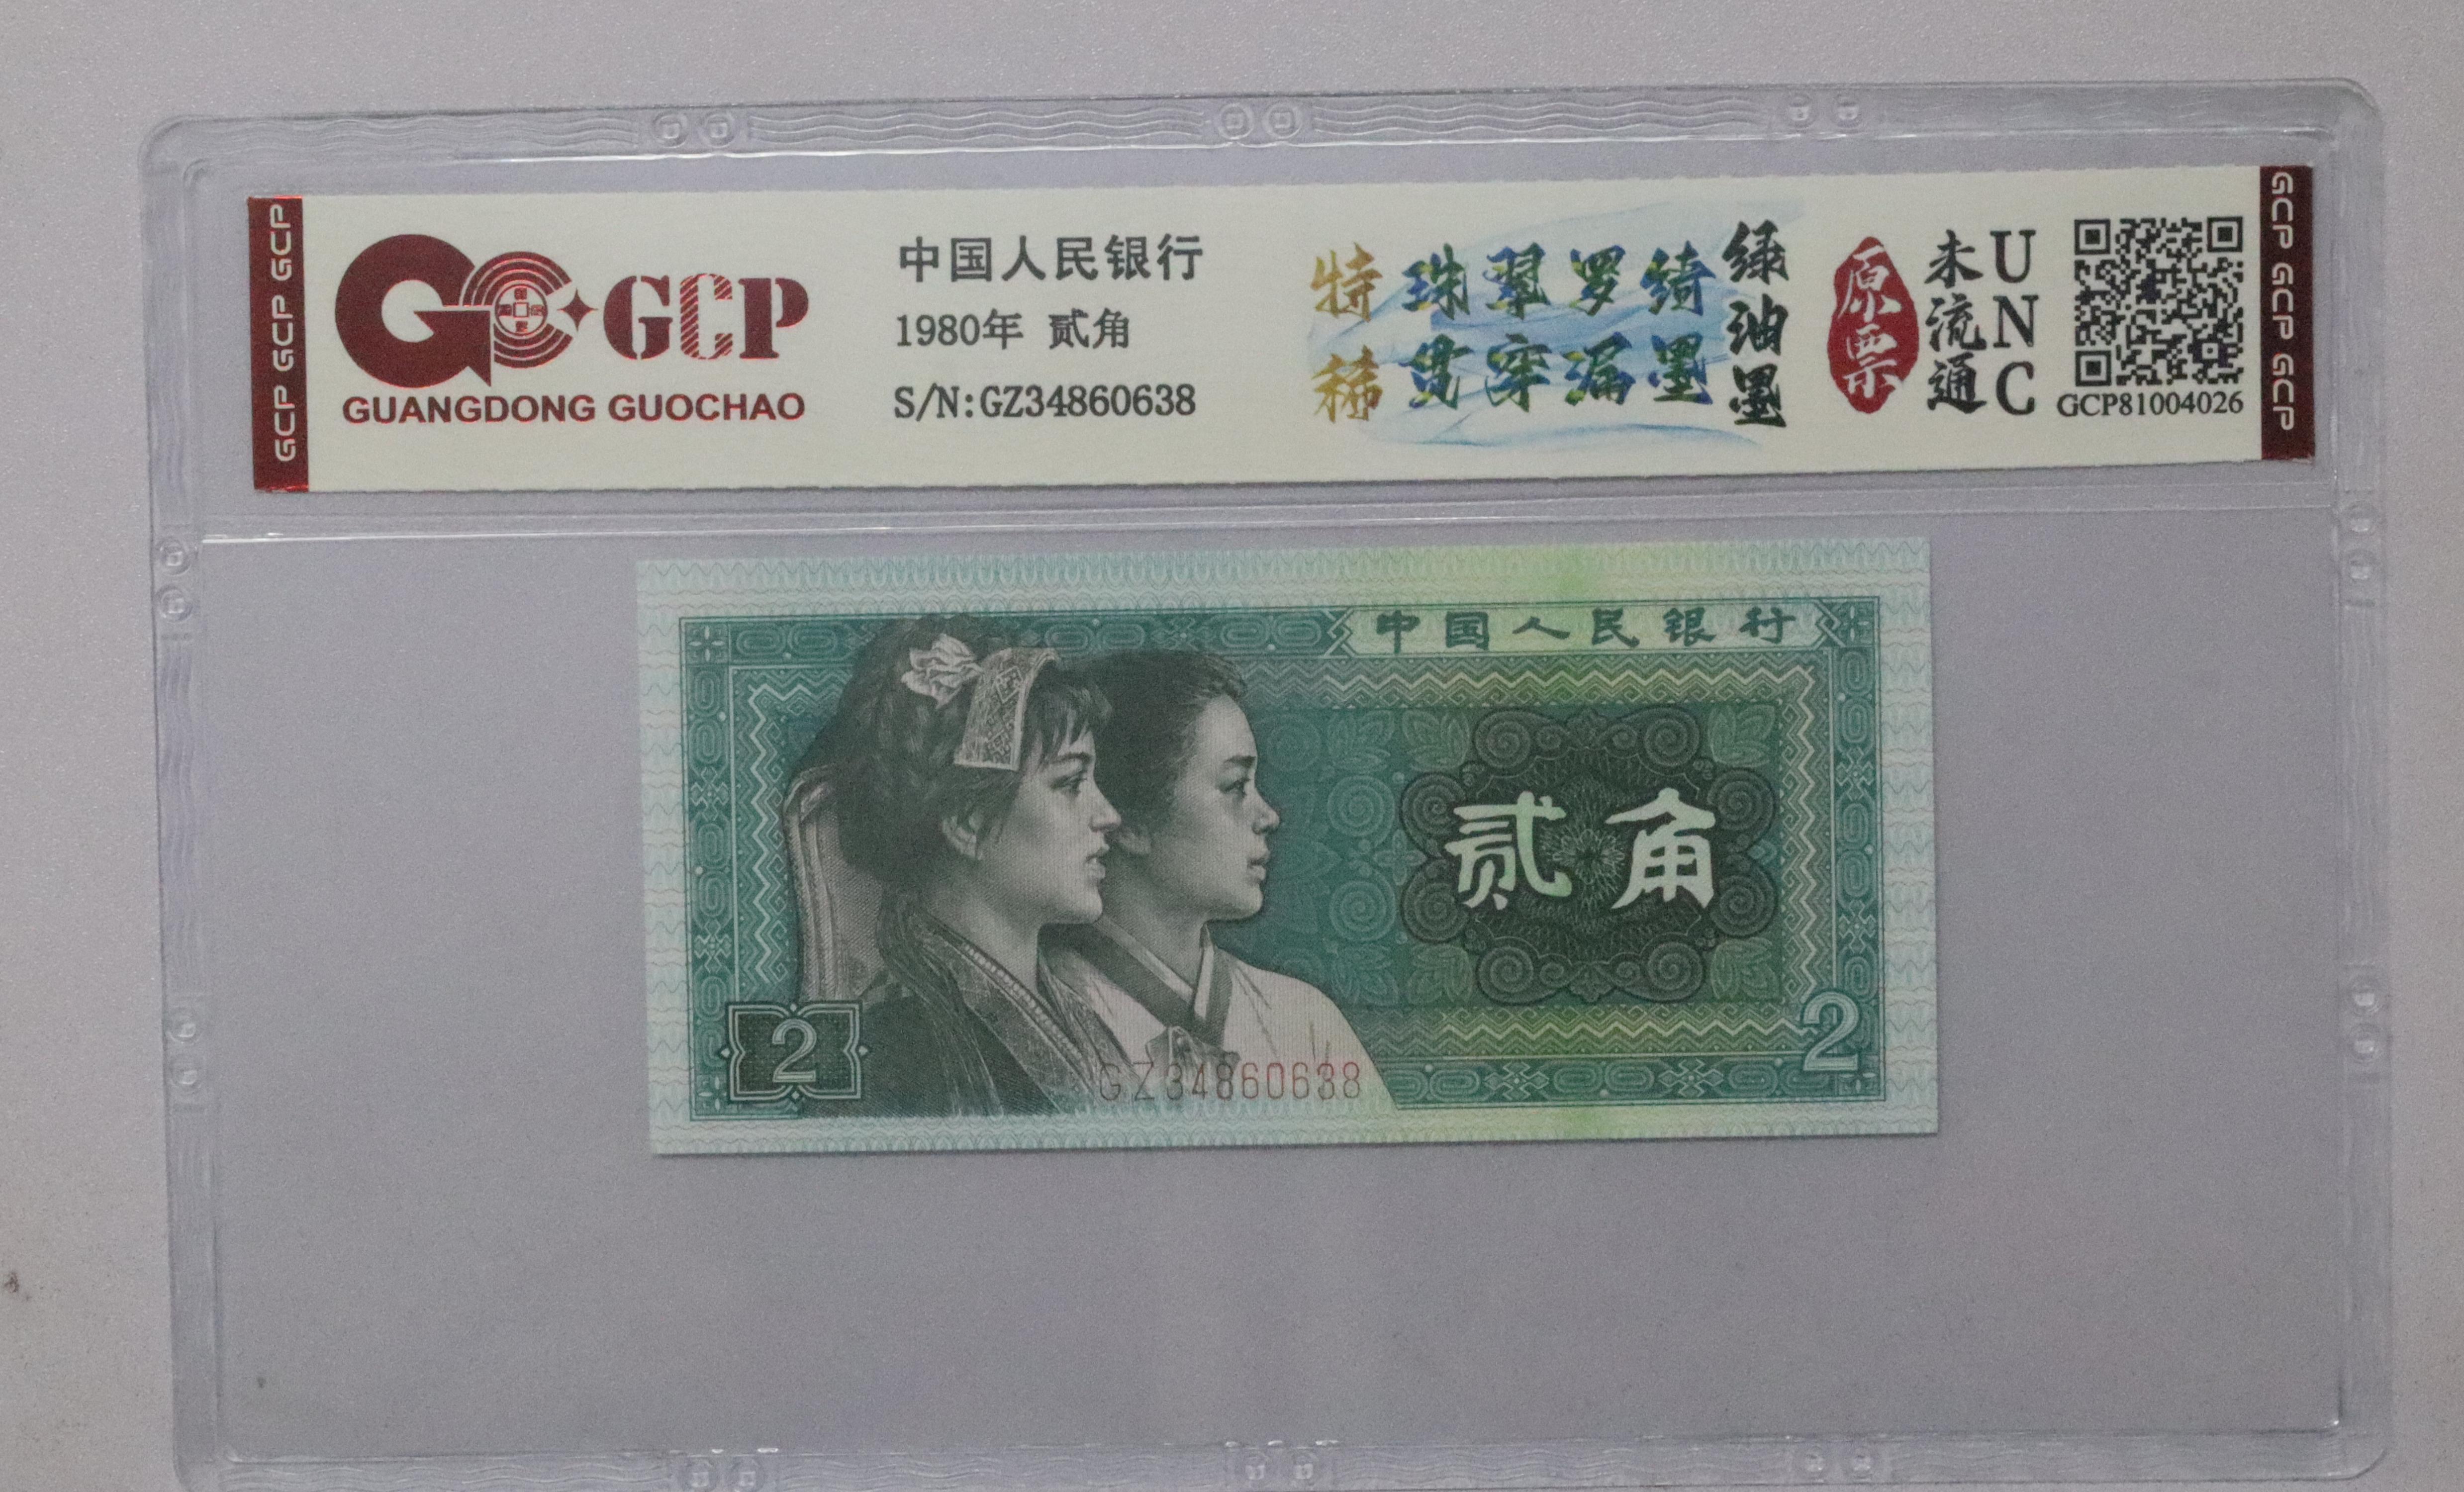 GCP GCP GCP
GCP
GUANGDONG GUOCHAO
中国人民银行
1980年 贰角
S/N:GZ34860638
特稀
珠翠罗绮
贯穿漏墨
绿油墨
原票
未流通
UNC
GCP81004026
GCP GCP GCP
中国人民银行
贰角
2
2
GZ34860638